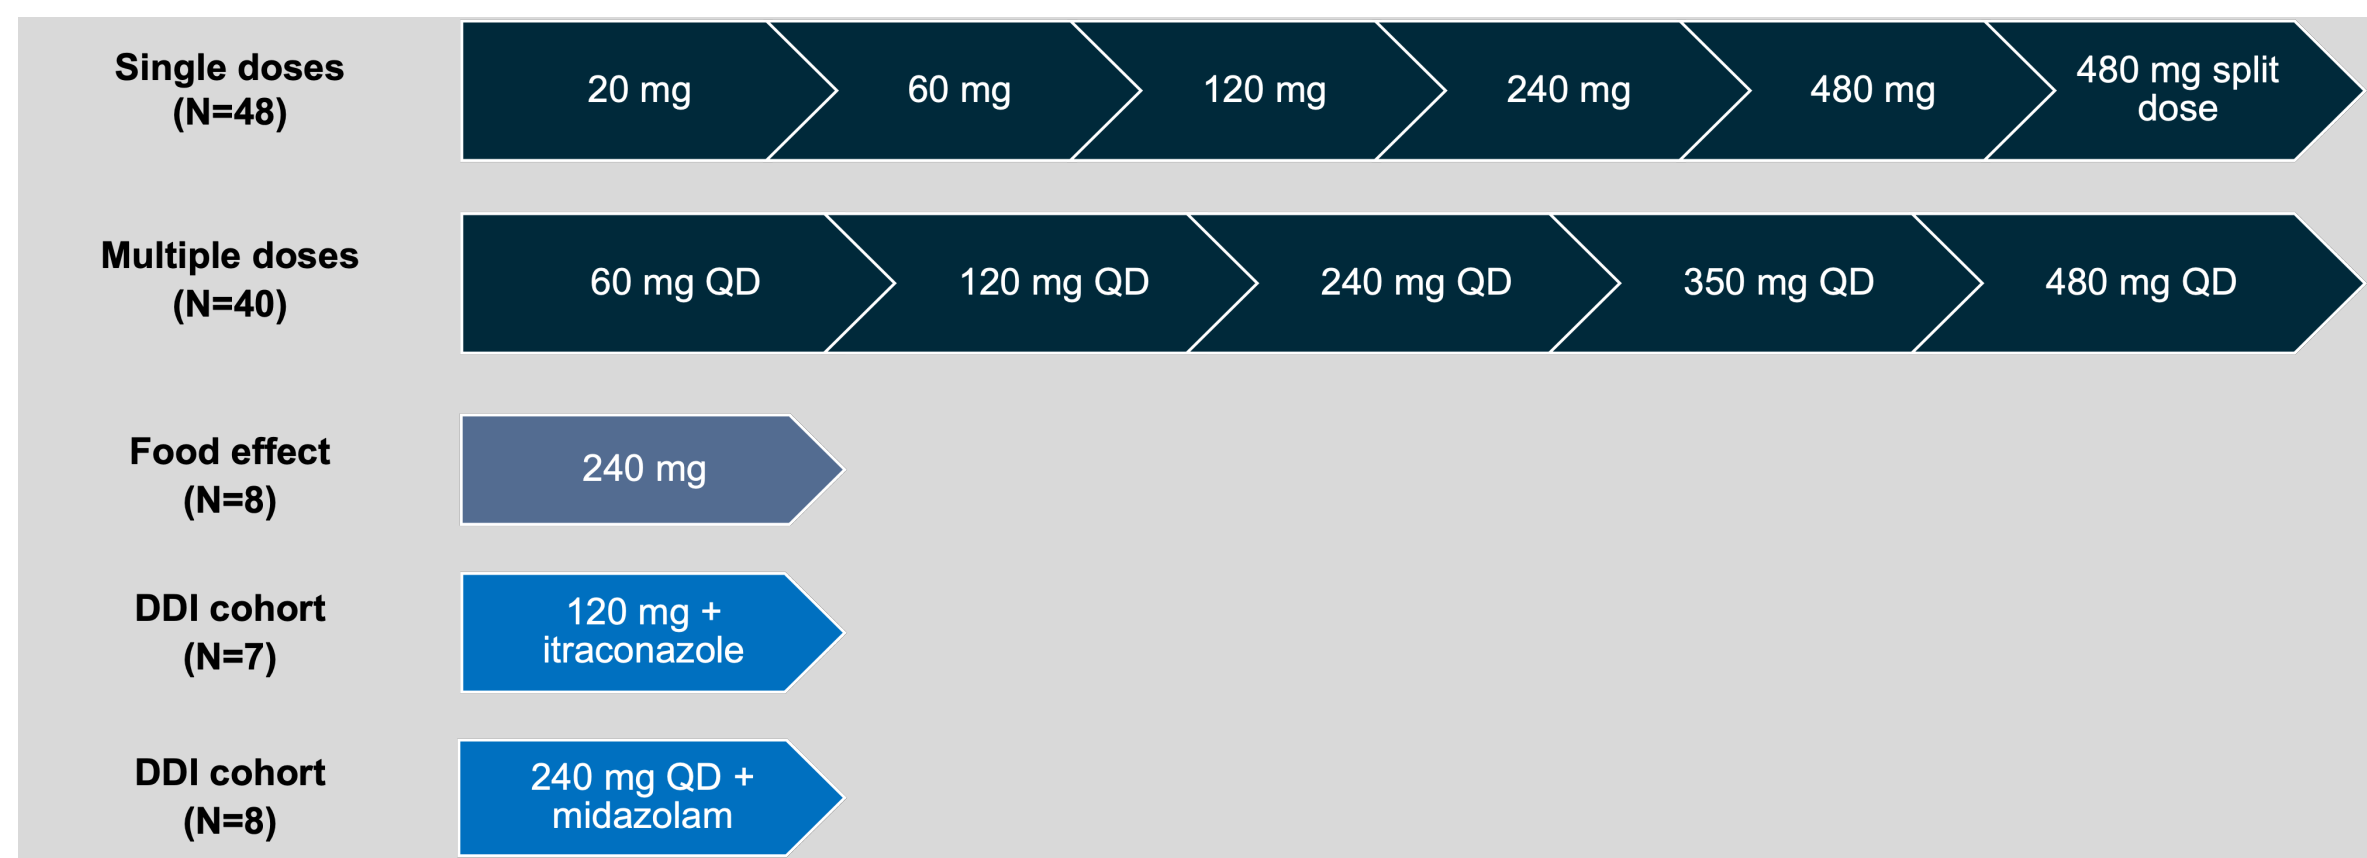 Single doses
(N=48)
20 mg
60 mg
120 mg
240 mg
480 mg
480 mg split
dose
Multiple doses
(N=40)
60 mg QD
120 mg QD
240 mg QD
350 mg QD
480 mg QD
Food effect
(N=8)
240 mg
DDI cohort
(N=7)
120 mg +
itraconazole
DDI cohort
(N=8)
240 mg QD +
midazolam